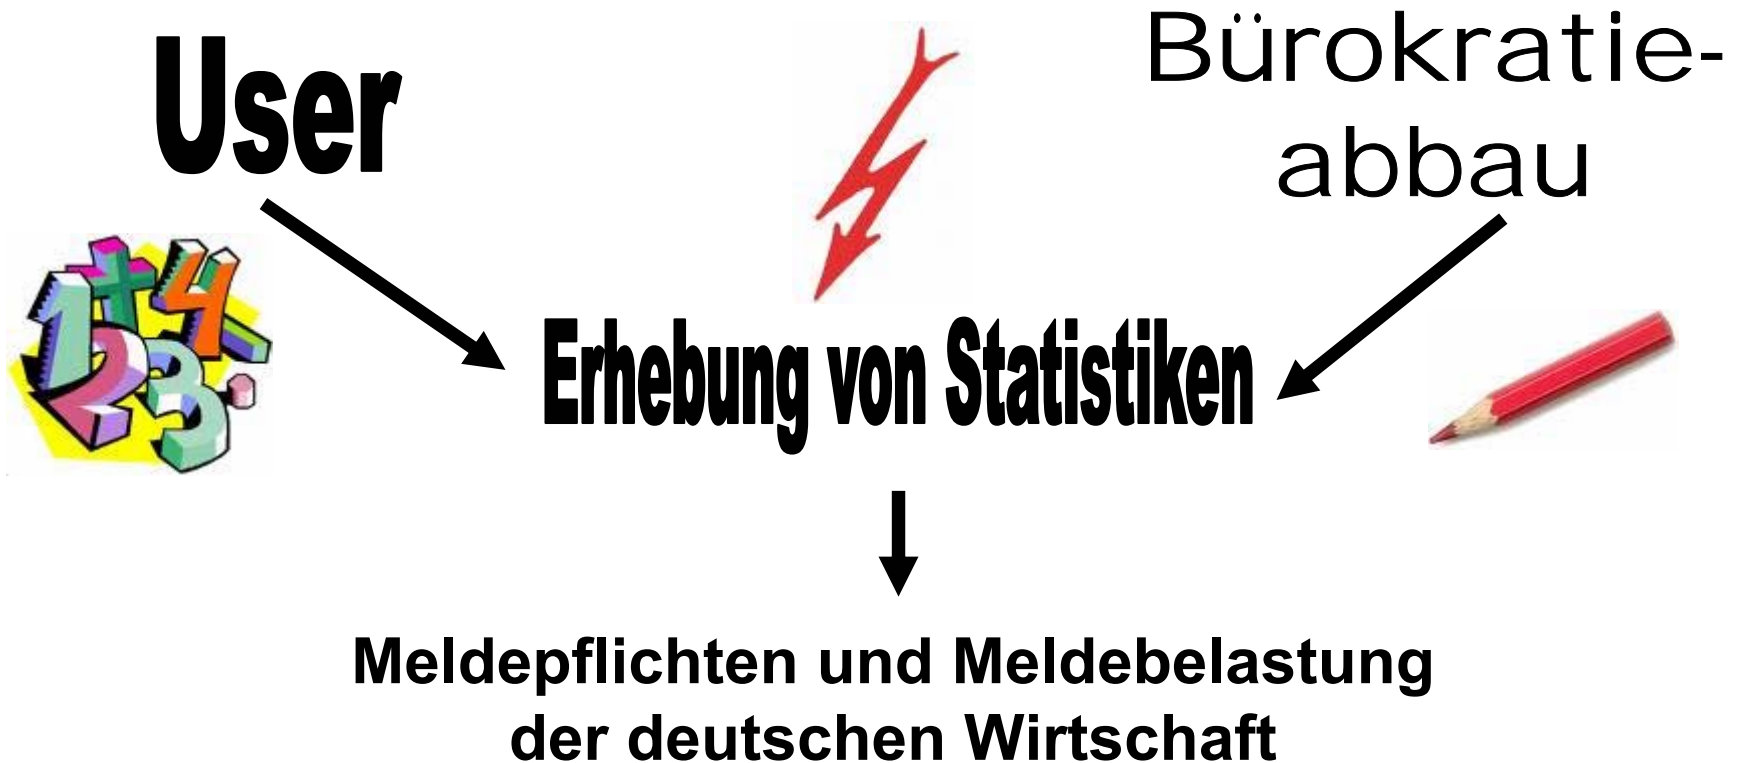 User
Bürokratie-
abbau
Erhebung von Statistiken
Meldepflichten und Meldebelastung
der deutschen Wirtschaft